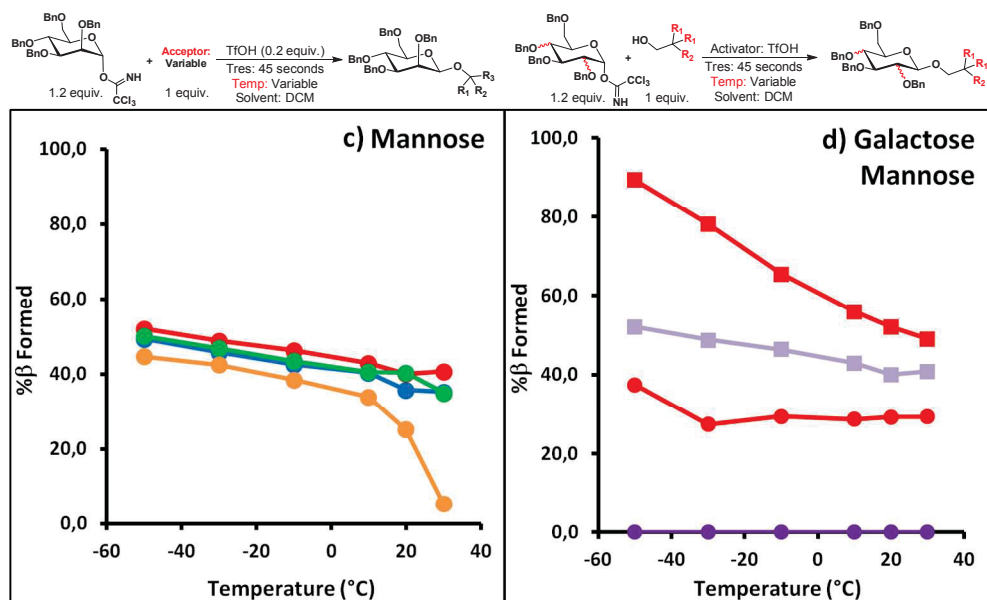 BnO
BnO OBn
BnO
BnO
O
O NH
CCl3
1.2 equiv.
+
Acceptor:
Variable
1 equiv.
TfOH (0.2 equiv.)
Tres: 45 seconds
Temp: Variable
Solvent: DCM
BnO
BnO OBn
BnO
BnO
O
O R3
R1 R2
BnO
BnO
BnO
BnO
O
O CCl3
NH
1.2 equiv.
+
HO R1 R1
R2
1 equiv.
Activator: TfOH
Tres: 45 seconds
Temp: Variable
Solvent: DCM
OBn
BnO
BnO
O
O R1 R1
R2
OBn
c) Mannose
100,0
80,0
60,0
40,0
20,0
0,0
%β Formed
-60 -40 -20 0 20 40
Temperature (°C)
d) Galactose
Mannose
100,0
80,0
60,0
40,0
20,0
0,0
%β Formed
-60 -40 -20 0 20 40
Temperature (°C)